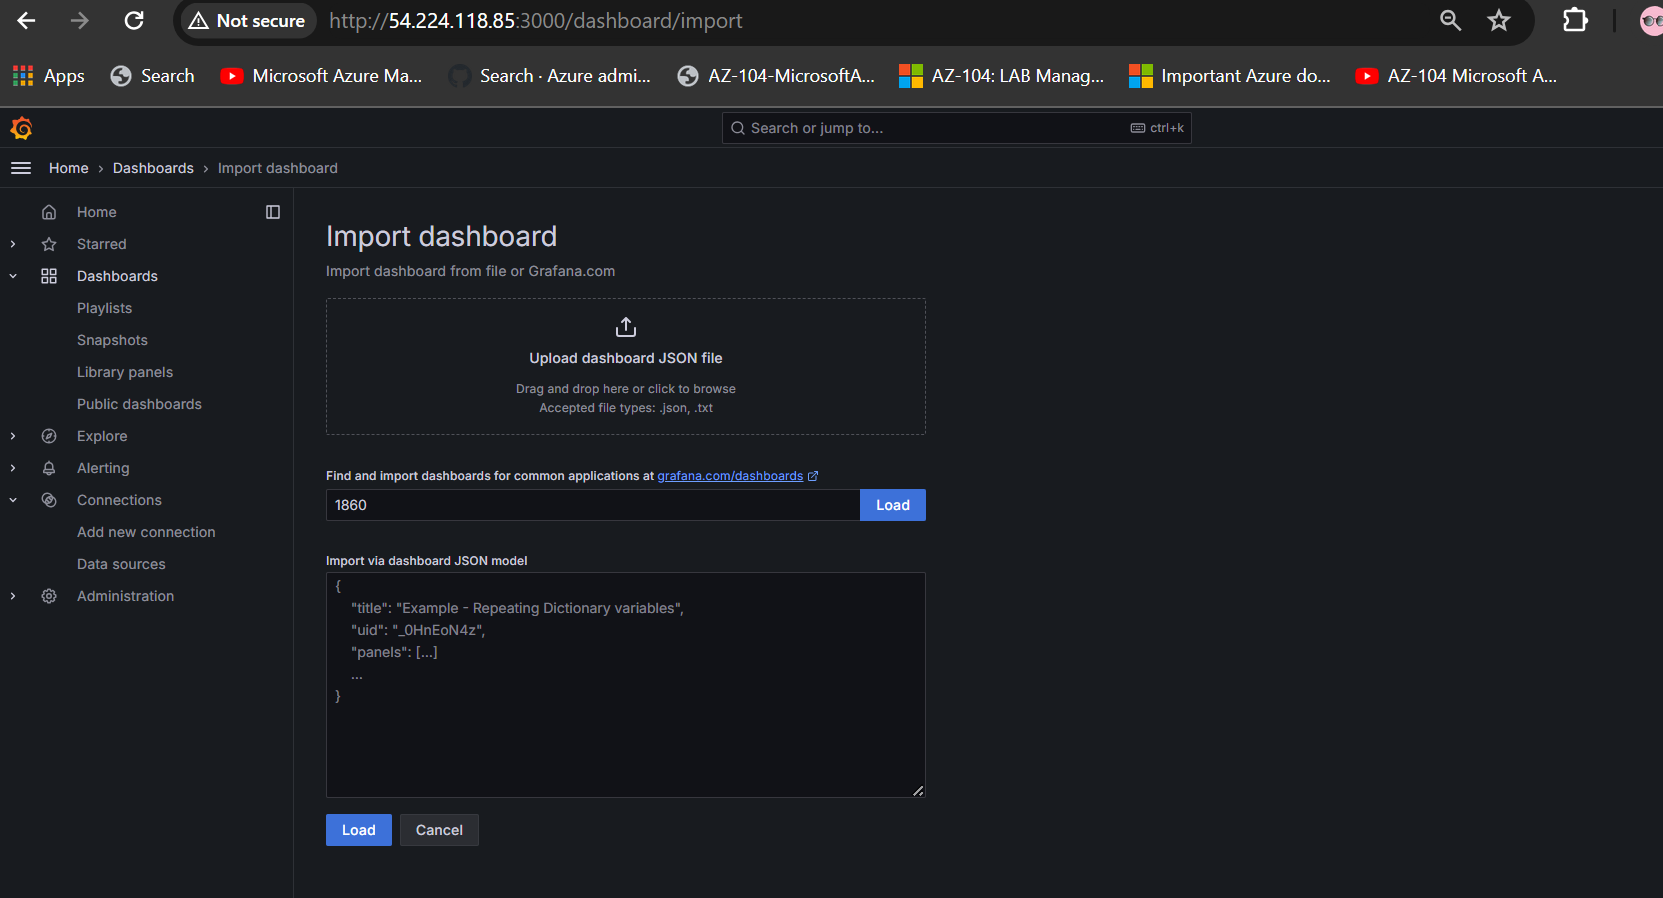 Not secure
http://54.224.118.85:3000/dashboard/import
Apps
Search
Microsoft Azure Ma...
Search · Azure admi...
AZ-104-MicrosoftA...
AZ-104: LAB Manag...
Important Azure do...
AZ-104 Microsoft A...
Search or jump to...
ctrl+k
Home › Dashboards › Import dashboard
Home
Starred
Dashboards
Playlists
Snapshots
Library panels
Public dashboards
Explore
Alerting
Connections
Add new connection
Data sources
Administration
Import dashboard
Import dashboard from file or Grafana.com
Upload dashboard JSON file
Drag and drop here or click to browse
Accepted file types: .json, .txt
Find and import dashboards for common applications at grafana.com/dashboards
1860
Load
Import via dashboard JSON model
{
"title": "Example - Repeating Dictionary variables",
"uid": "_0HnEoN4z",
"panels": [...]
...
}
Load
Cancel